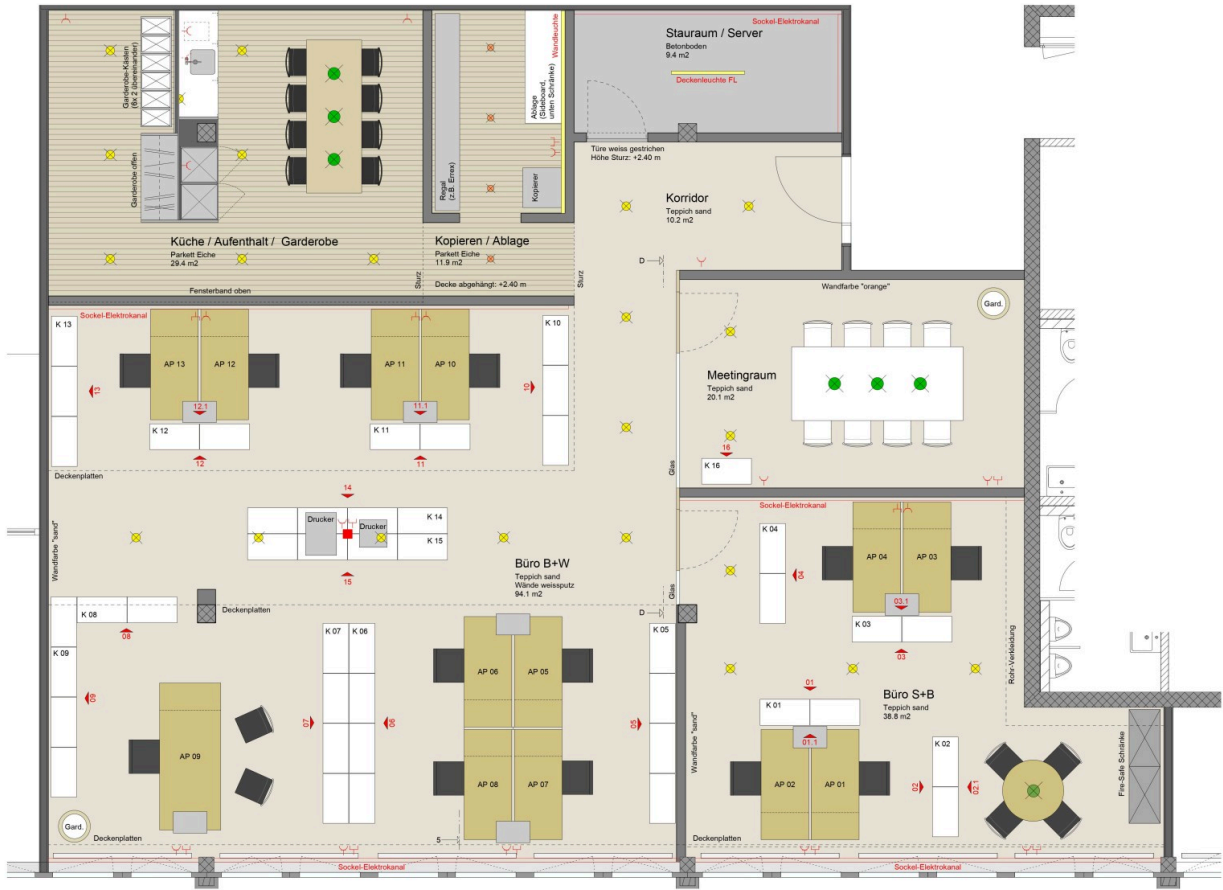 Sockel-Elektrokanal
Stauraum / Server
Betonboden
9.4 m2
Deckenleuchte FL
Garderobe-Kästen
(6x 2 übereinander)
Garderobe offen
Wandleuchte
Ablage
(Sideboard,
unten Schränke)
Regal
(z.B. Errex)
Kopierer
Türe weiss gestrichen
Höhe Sturz: +2.40 m
Korridor
Teppich sand
10.2 m2
Küche / Aufenthalt / Garderobe
Parkett Eiche
29.4 m2
Kopieren / Ablage
Parkett Eiche
11.9 m2
Decke abgehängt: +2.40 m
Sturz
Sturz
D
Fensterband oben
Wandfarbe "orange"
Gard.
K 13
Sockel-Elektrokanal
AP 13
AP 12
AP 11
AP 10
K 10
13
12.1
11.1
10
K 12
K 11
12
11
Meetingraum
Teppich sand
20.1 m2
16
K 16
Glas
Deckenplatten
14
Drucker
Drucker
K 14
K 15
15
Wandfarbe "sand"
Büro B+W
Teppich sand
Wände weissputz
94.1 m2
Glas
D
Sockel-Elektrokanal
K 04
04
AP 04
AP 03
03.1
K 03
03
Rohr-Verkleidung
Deckenplatten
K 08
08
K 09
09
K 07
K 06
07
06
AP 09
AP 06
AP 05
AP 08
AP 07
K 05
05
01
K 01
01.1
AP 02
AP 01
Büro S+B
Teppich sand
38.8 m2
K 02
02
02.1
Wandfarbe "sand"
Fire-Safe Schränke
Gard.
Deckenplatten
S
Deckenplatten
Sockel-Elektrokanal
Sockel-Elektrokanal